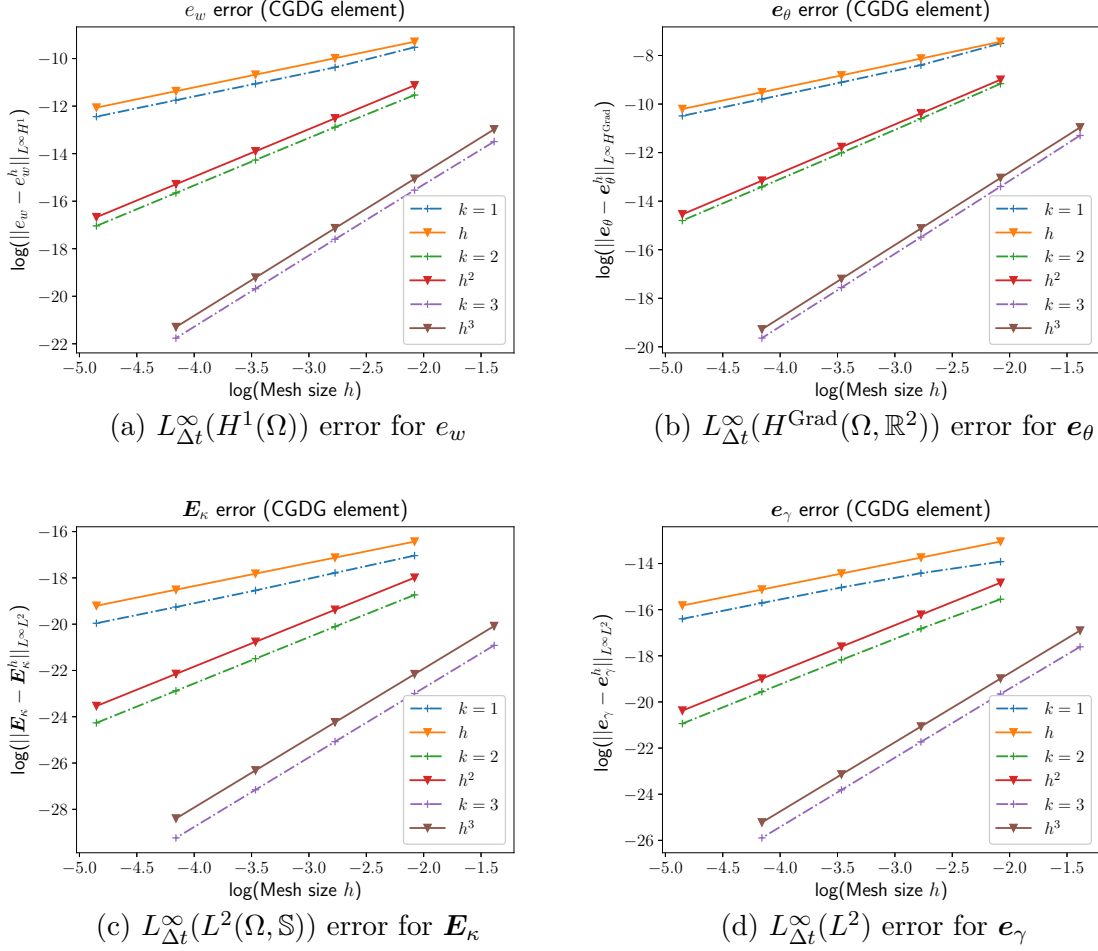 e_w error (CGDG element)
log(||e_w − e_w^h||_{L^∞H^1})
−10
−12
−14
−16
−18
−20
−22
k = 1
h
k = 2
h^2
k = 3
h^3
−5.0 −4.5 −4.0 −3.5 −3.0 −2.5 −2.0 −1.5
log(Mesh size h)
(a) L^∞_{Δt}(H^1(Ω)) error for e_w
e_θ error (CGDG element)
log(||e_θ − e_θ^h||_{L^∞H^{Grad}})
−8
−10
−12
−14
−16
−18
−20
k = 1
h
k = 2
h^2
k = 3
h^3
−5.0 −4.5 −4.0 −3.5 −3.0 −2.5 −2.0 −1.5
log(Mesh size h)
(b) L^∞_{Δt}(H^{Grad}(Ω, ℝ^2)) error for e_θ
E_κ error (CGDG element)
log(||E_κ − E_κ^h||_{L^∞L^2})
−16
−18
−20
−22
−24
−26
−28
k = 1
h
k = 2
h^2
k = 3
h^3
−5.0 −4.5 −4.0 −3.5 −3.0 −2.5 −2.0 −1.5
log(Mesh size h)
(c) L^∞_{Δt}(L^2(Ω, 𝕊)) error for E_κ
e_γ error (CGDG element)
log(||e_γ − e_γ^h||_{L^∞L^2})
−14
−16
−18
−20
−22
−24
−26
k = 1
h
k = 2
h^2
k = 3
h^3
−5.0 −4.5 −4.0 −3.5 −3.0 −2.5 −2.0 −1.5
log(Mesh size h)
(d) L^∞_{Δt}(L^2) error for e_γ